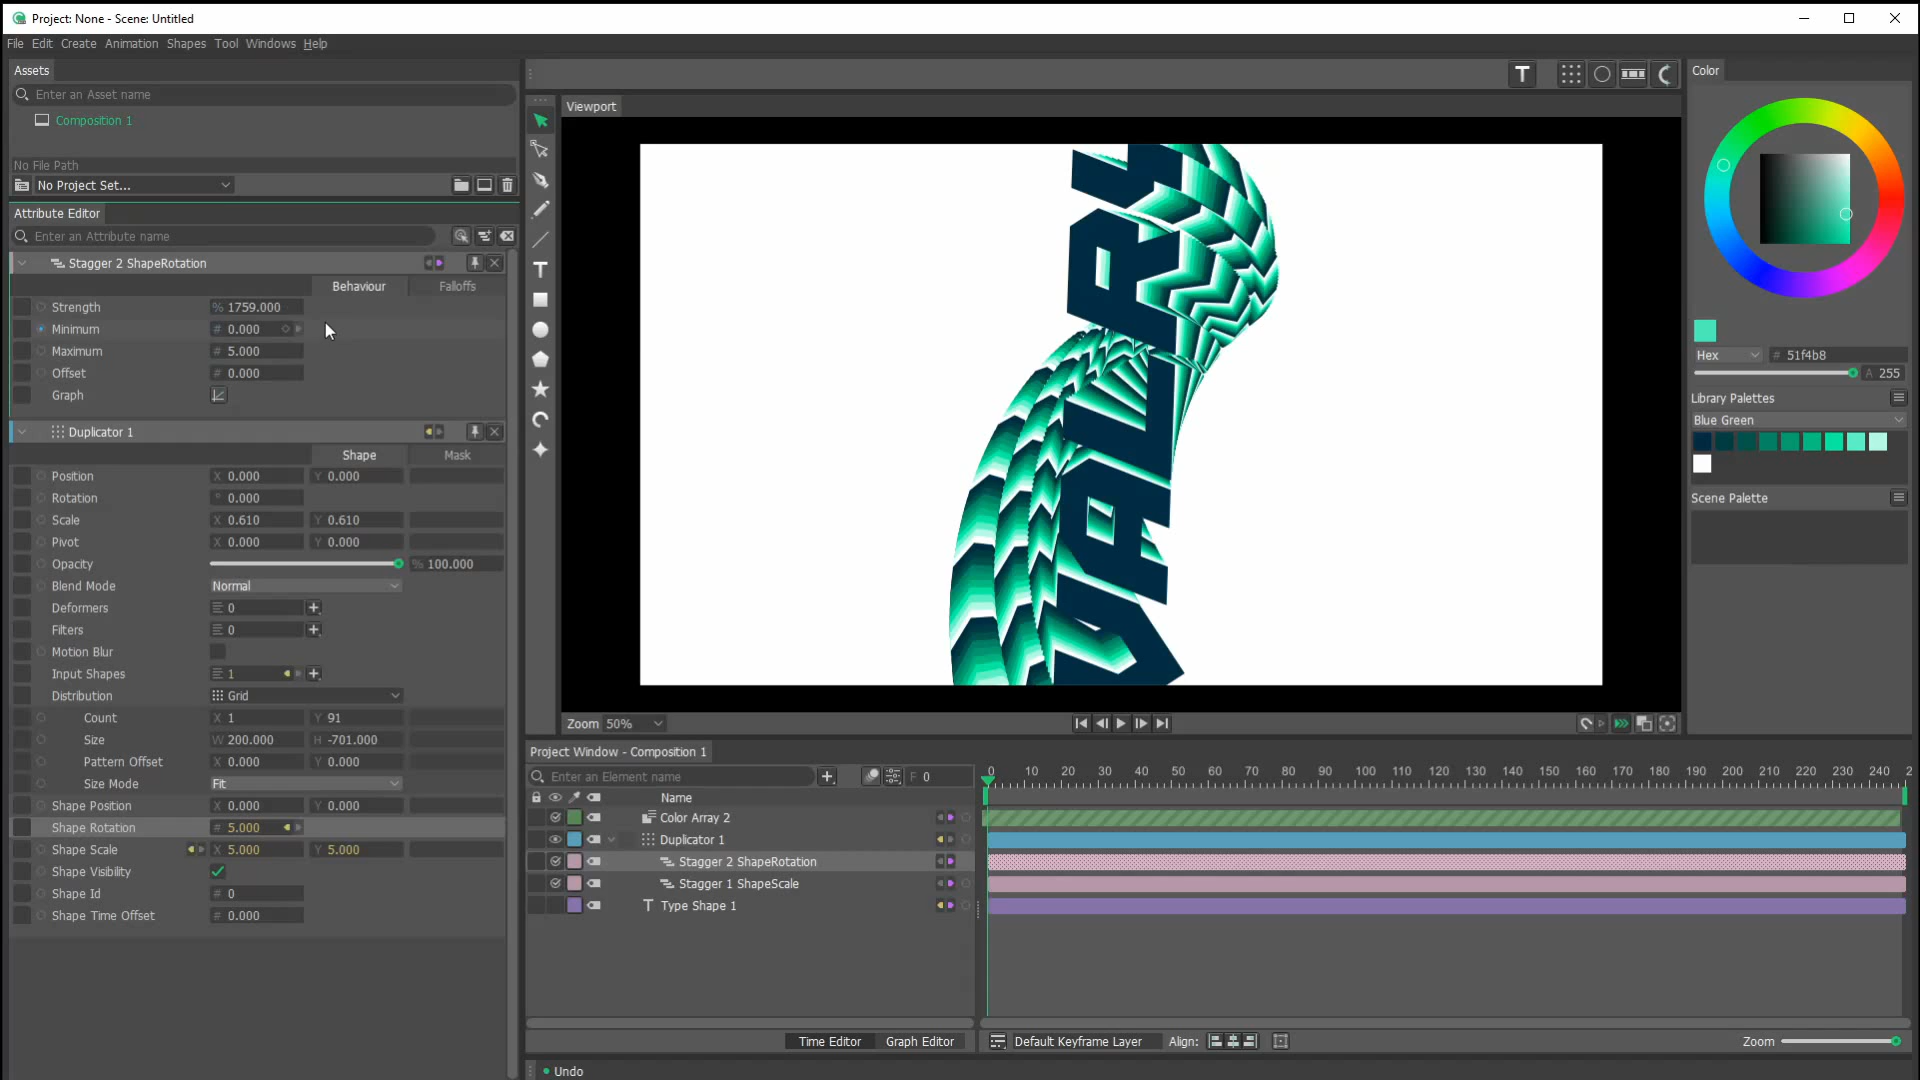 Project: None - Scene: Untitled
File Edit Create Animation Shapes Tool Windows Help
Assets
Enter an Asset name
Composition 1
No File Path
No Project Set...
Attribute Editor
Enter an Attribute name
Stagger 2 ShapeRotation
Behaviour Falloffs
Strength % 1759.000
Minimum # 0.000
Maximum # 5.000
Offset # 0.000
Graph
Duplicator 1
Shape Mask
Position X 0.000 Y 0.000
Rotation ° 0.000
Scale X 0.610 Y 0.610
Pivot X 0.000 Y 0.000
Opacity % 100.000
Blend Mode Normal
Deformers 0
Filters 0
Motion Blur
Input Shapes 1
Distribution Grid
Count X 1 Y 91
Size W 200.000 H -701.000
Pattern Offset X 0.000 Y 0.000
Size Mode Fit
Shape Position X 0.000 Y 0.000
Shape Rotation # 5.000
Shape Scale X 5.000 Y 5.000
Shape Visibility
Shape Id # 0
Shape Time Offset # 0.000
Viewport
Zoom 50%
Project Window - Composition 1
Enter an Element name
F 0
Name
Color Array 2
Duplicator 1
Stagger 2 ShapeRotation
Stagger 1 ShapeScale
Type Shape 1
0 10 20 30 40 50 60 70 80 90 100 110 120 130 140 150 160 170 180 190 200 210 220 230 240 2
Time Editor Graph Editor
Default Keyframe Layer Align: Zoom
Undo
Color
Hex # 51f4b8
A 255
Library Palettes
Blue Green
Scene Palette